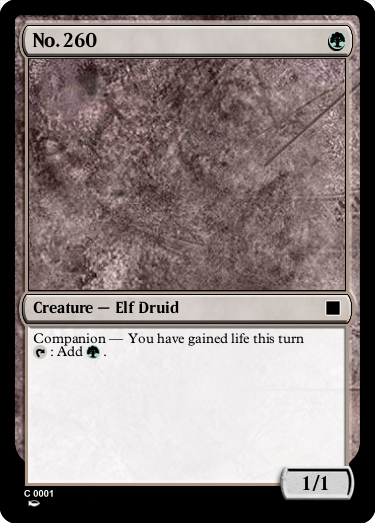 No. 260
Creature — Elf Druid
Companion — You have gained life this turn
: Add .
1/1
C 0001